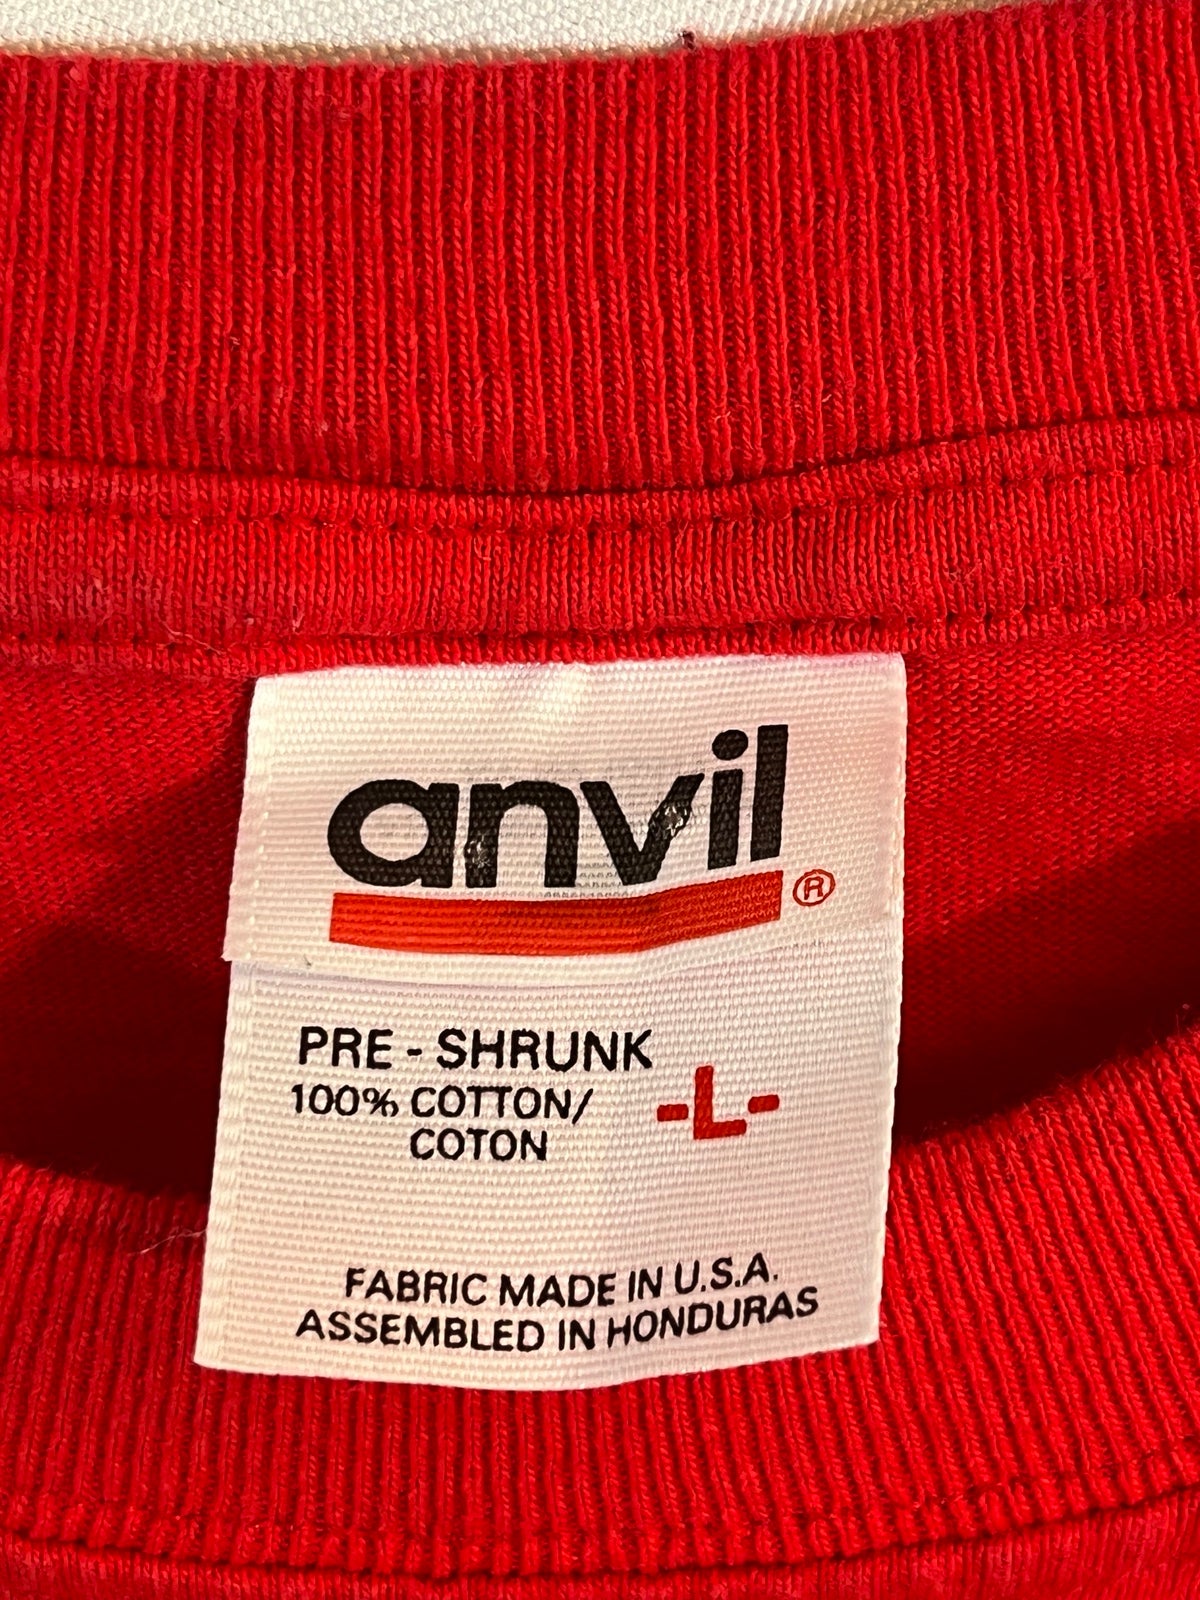 anvil®
PRE - SHRUNK
100% COTTON/
COTON
-L-
FABRIC MADE IN U.S.A.
ASSEMBLED IN HONDURAS